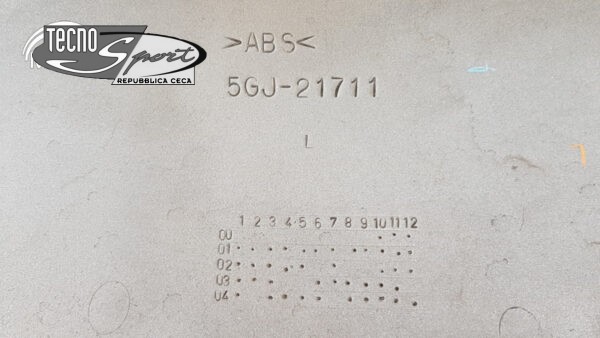 TECNO
Sport
REPUBBLICA CECA
>ABS<
5GJ-21711
L
1 2 3 4 5 6 7 8 9 10 11 12
00
01
02
03
04